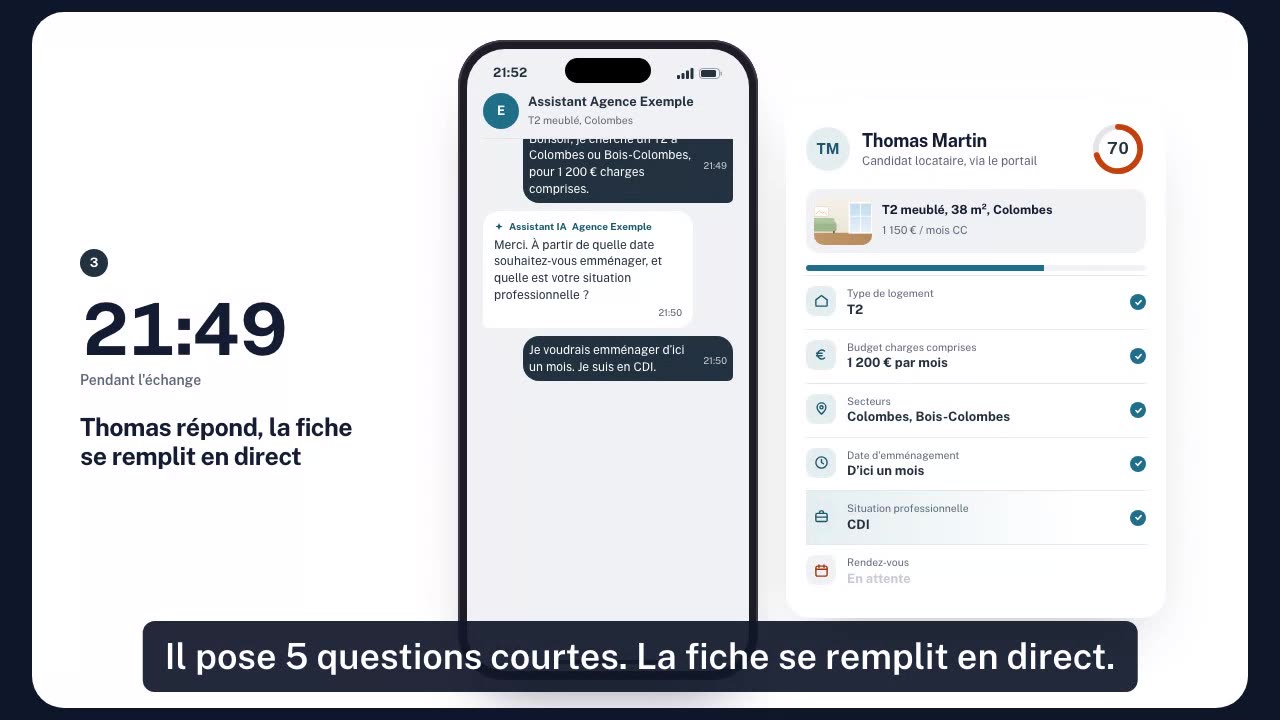 3
21:49
Pendant l'échange
Thomas répond, la fiche
se remplit en direct
21:52
E
Assistant Agence Exemple
T2 meublé, Colombes
Bonsoir, je cherche un T2 à
Colombes ou Bois-Colombes,
pour 1 200 € charges
comprises.
21:49
Assistant IA Agence Exemple
Merci. À partir de quelle date
souhaitez-vous emménager, et
quelle est votre situation
professionnelle ?
21:50
Je voudrais emménager d'ici
un mois. Je suis en CDI.
21:50
TM
Thomas Martin
Candidat locataire, via le portail
70
T2 meublé, 38 m², Colombes
1 150 € / mois CC
Type de logement
T2
Budget charges comprises
1 200 € par mois
Secteurs
Colombes, Bois-Colombes
Date d'emménagement
D'ici un mois
Situation professionnelle
CDI
Rendez-vous
En attente
Il pose 5 questions courtes. La fiche se remplit en direct.